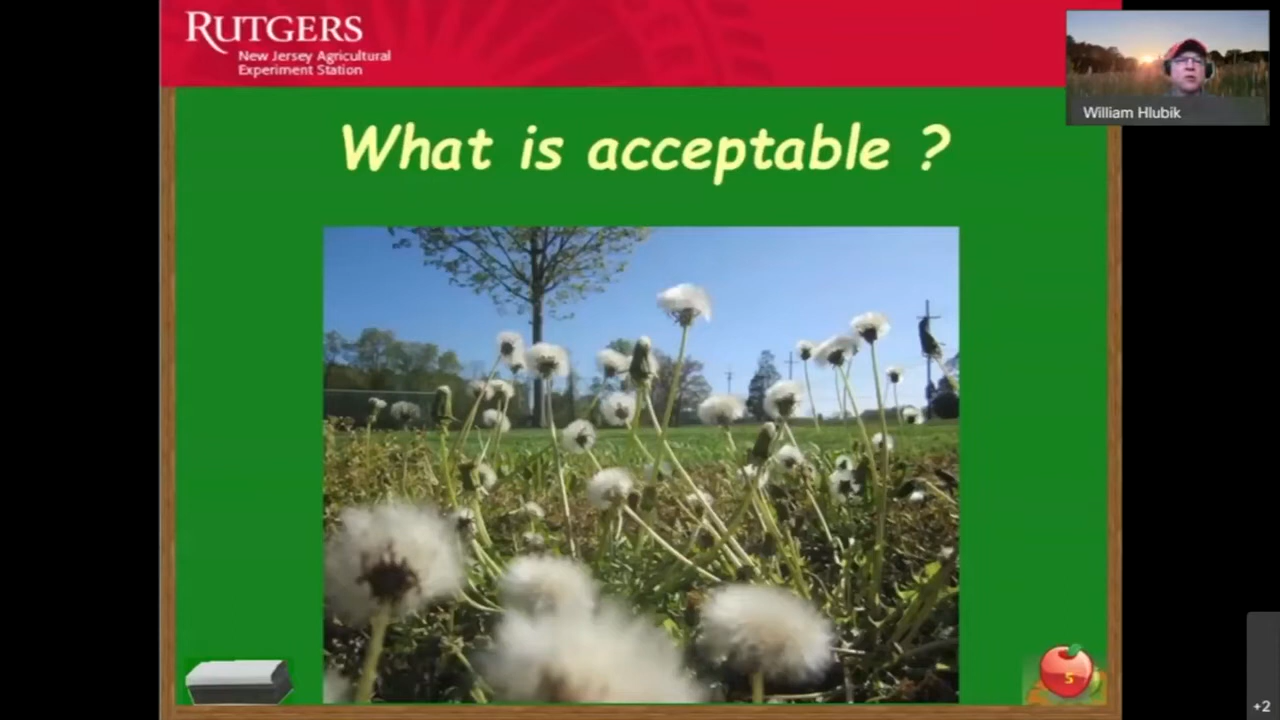 RUTGERS
New Jersey Agricultural
Experiment Station
William Hlubik
What is acceptable ?
5
+2